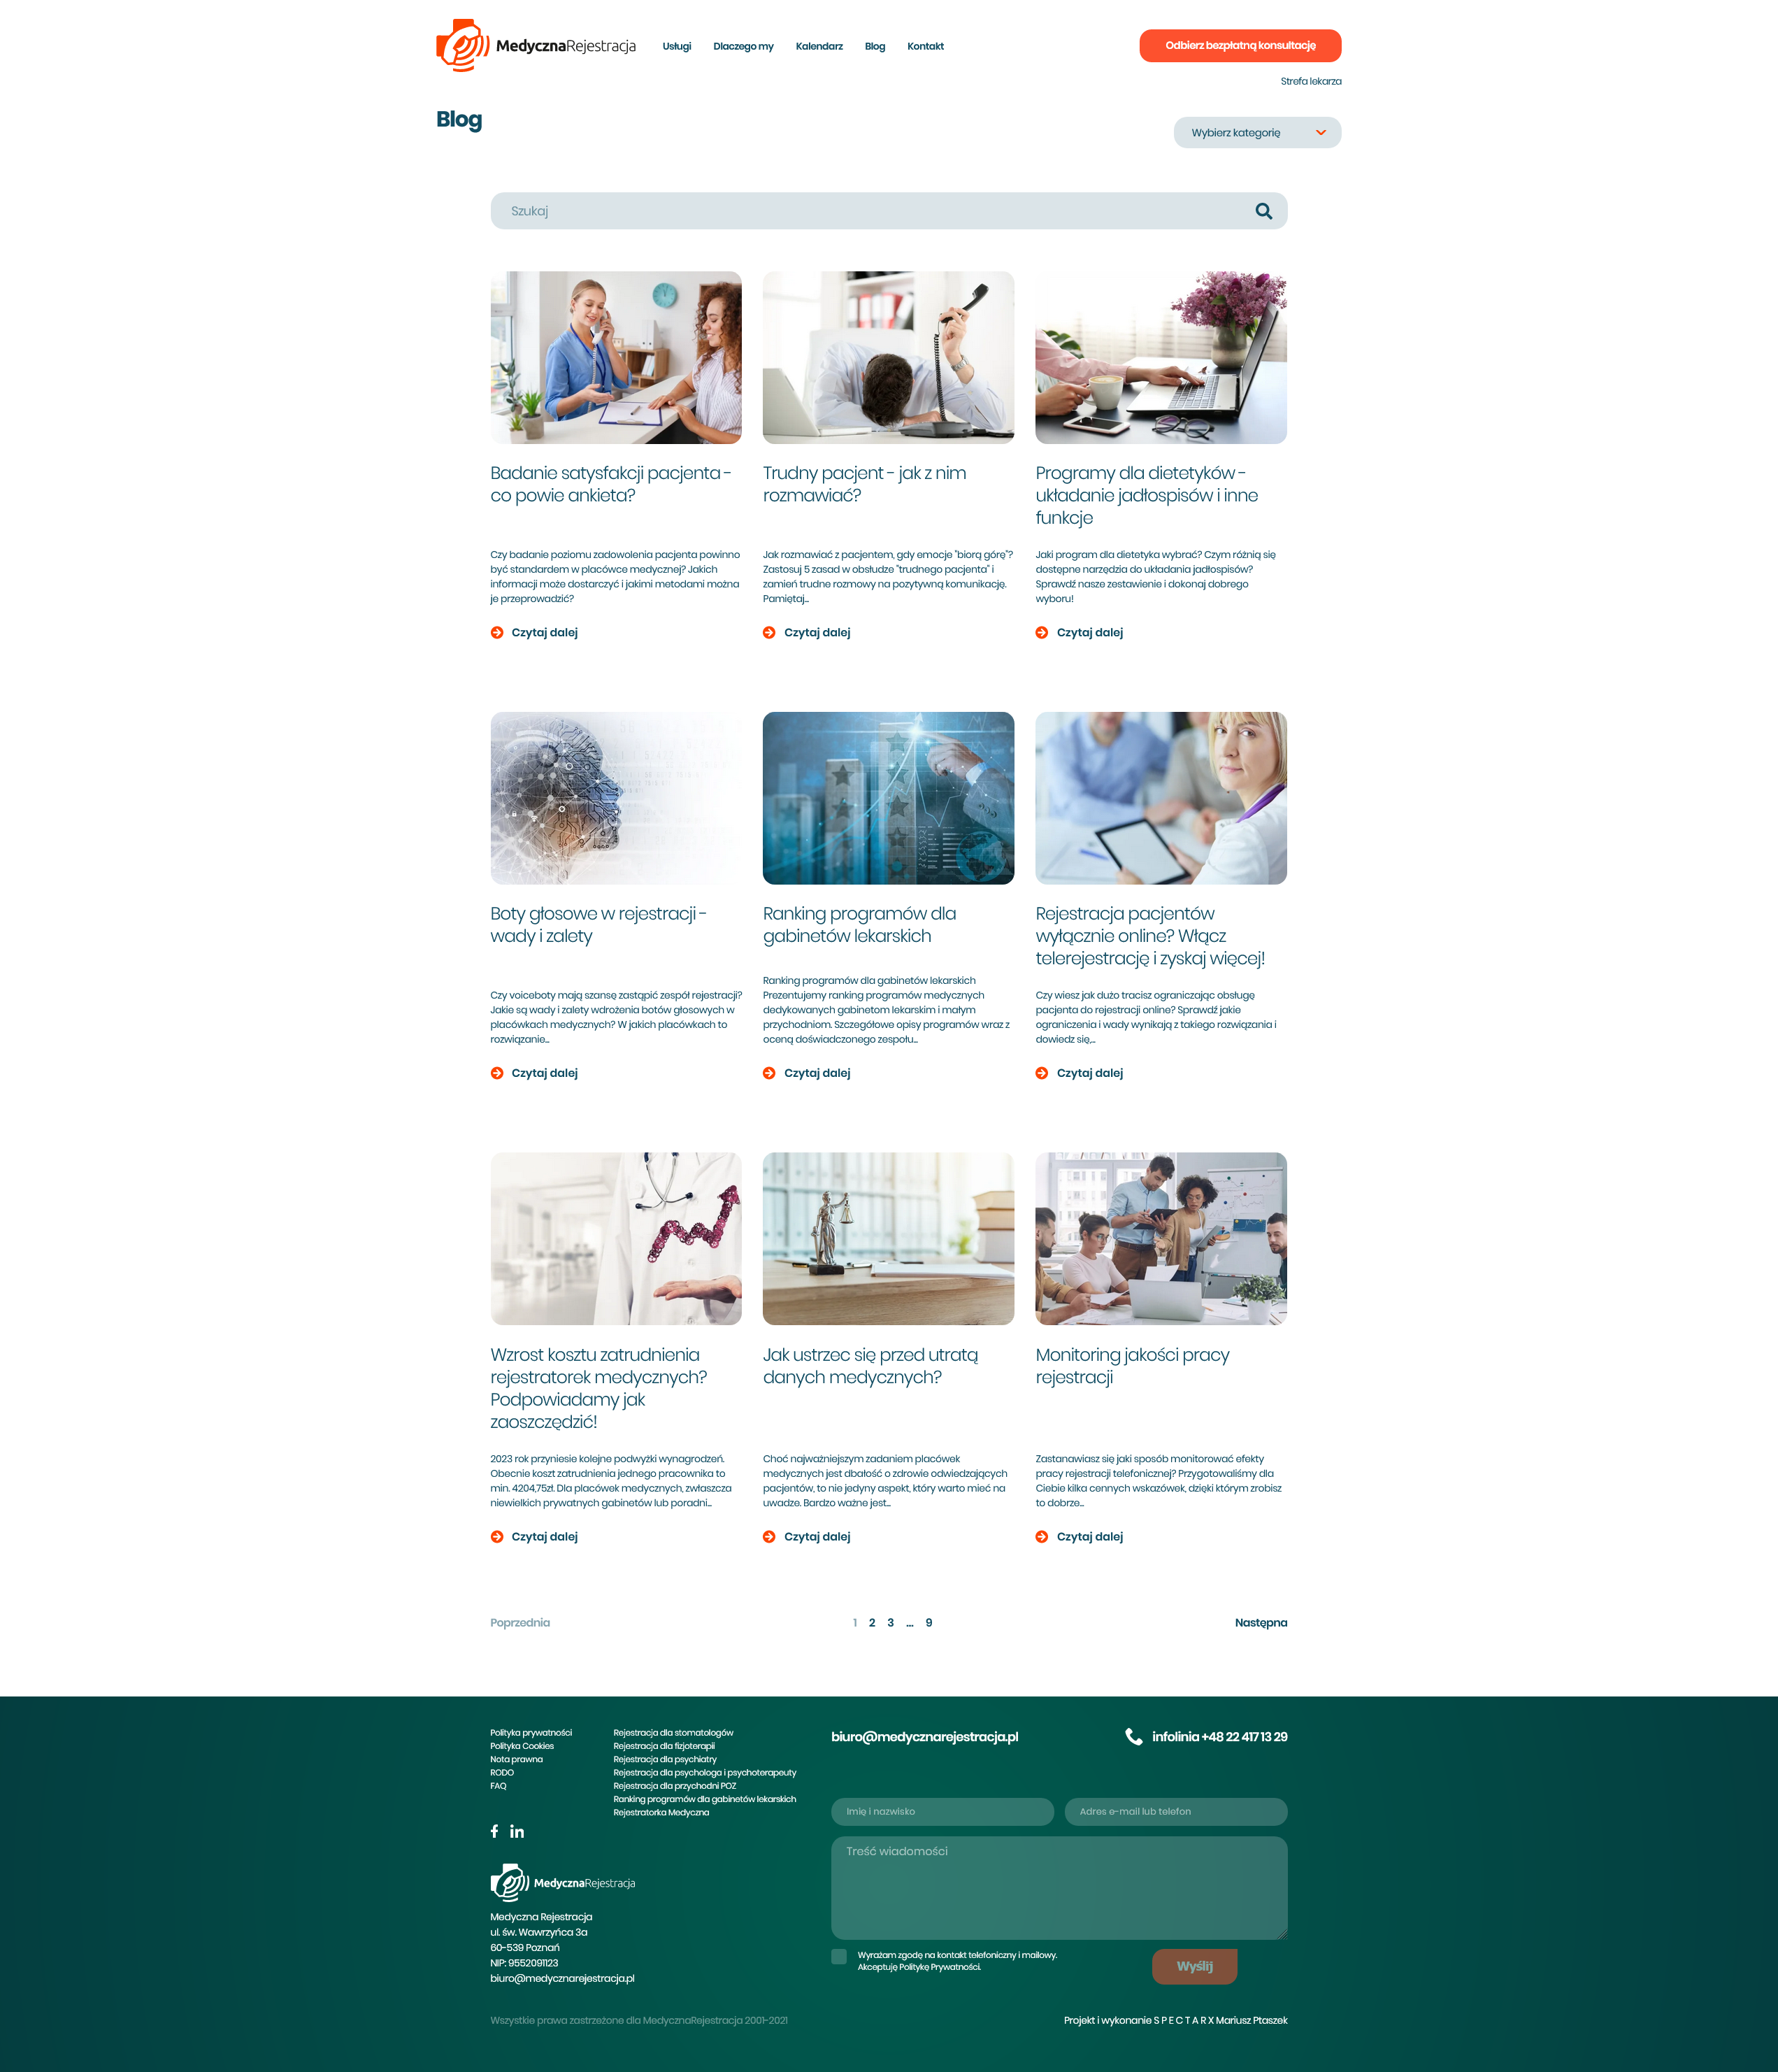 MedycznaRejestracja
Usługi
Dlaczego my
Kalendarz
Blog
Kontakt
Odbierz bezpłatną konsultację
Strefa lekarza
Blog
Wybierz kategorię
Szukaj
Badanie satysfakcji pacjenta -
co powie ankieta?
Czy badanie poziomu zadowolenia pacjenta powinno
być standardem w placówce medycznej? Jakich
informacji może dostarczyć i jakimi metodami można
je przeprowadzić?
Czytaj dalej
Trudny pacjent - jak z nim
rozmawiać?
Jak rozmawiać z pacjentem, gdy emocje "biorą górę"?
Zastosuj 5 zasad w obsłudze "trudnego pacjenta" i
zamień trudne rozmowy na pozytywną komunikację.
Pamiętaj...
Czytaj dalej
Programy dla dietetyków -
układanie jadłospisów i inne
funkcje
Jaki program dla dietetyka wybrać? Czym różnią się
dostępne narzędzia do układania jadłospisów?
Sprawdź nasze zestawienie i dokonaj dobrego
wyboru!
Czytaj dalej
Boty głosowe w rejestracji -
wady i zalety
Czy voiceboty mają szansę zastąpić zespół rejestracji?
Jakie są wady i zalety wdrożenia botów głosowych w
placówkach medycznych? W jakich placówkach to
rozwiązanie...
Czytaj dalej
Ranking programów dla
gabinetów lekarskich
Ranking programów dla gabinetów lekarskich
Prezentujemy ranking programów medycznych
dedykowanych gabinetom lekarskim i małym
przychodniom. Szczegółowe opisy programów wraz z
oceną doświadczonego zespołu...
Czytaj dalej
Rejestracja pacjentów
wyłącznie online? Włącz
telerejestrację i zyskaj więcej!
Czy wiesz jak dużo tracisz ograniczając obsługę
pacjenta do rejestracji online? Sprawdź jakie
ograniczenia i wady wynikają z takiego rozwiązania i
dowiedz się,...
Czytaj dalej
Wzrost kosztu zatrudnienia
rejestratorek medycznych?
Podpowiadamy jak
zaoszczędzić!
2023 rok przyniesie kolejne podwyżki wynagrodzeń.
Obecnie koszt zatrudnienia jednego pracownika to
min. 4204,75zł. Dla placówek medycznych, zwłaszcza
niewielkich prywatnych gabinetów lub poradni...
Czytaj dalej
Jak ustrzec się przed utratą
danych medycznych?
Choć najważniejszym zadaniem placówek
medycznych jest dbałość o zdrowie odwiedzających
pacjentów, to nie jedyny aspekt, który warto mieć na
uwadze. Bardzo ważne jest...
Czytaj dalej
Monitoring jakości pracy
rejestracji
Zastanawiasz się jaki sposób monitorować efekty
pracy rejestracji telefonicznej? Przygotowaliśmy dla
Ciebie kilka cennych wskazówek, dzięki którym zrobisz
to dobrze...
Czytaj dalej
Poprzednia
1 2 3 ... 9
Następna
Polityka prywatności
Polityka Cookies
Nota prawna
RODO
FAQ
Rejestracja dla stomatologów
Rejestracja dla fizjoterapii
Rejestracja dla psychiatry
Rejestracja dla psychologa i psychoterapeuty
Rejestracja dla przychodni POZ
Ranking programów dla gabinetów lekarskich
Rejestratorka Medyczna
MedycznaRejestracja
Medyczna Rejestracja
ul. św. Wawrzyńca 3a
60-539 Poznań
NIP: 9552091123
biuro@medycznarejestracja.pl
biuro@medycznarejestracja.pl
infolinia +48 22 417 13 29
Imię i nazwisko
Adres e-mail lub telefon
Treść wiadomości
Wyrażam zgodę na kontakt telefoniczny i mailowy.
Akceptuję Politykę Prywatności.
Wyślij
Wszystkie prawa zastrzeżone dla MedycznaRejestracja 2001-2021
Projekt i wykonanie S P E C T A R X Mariusz Ptaszek